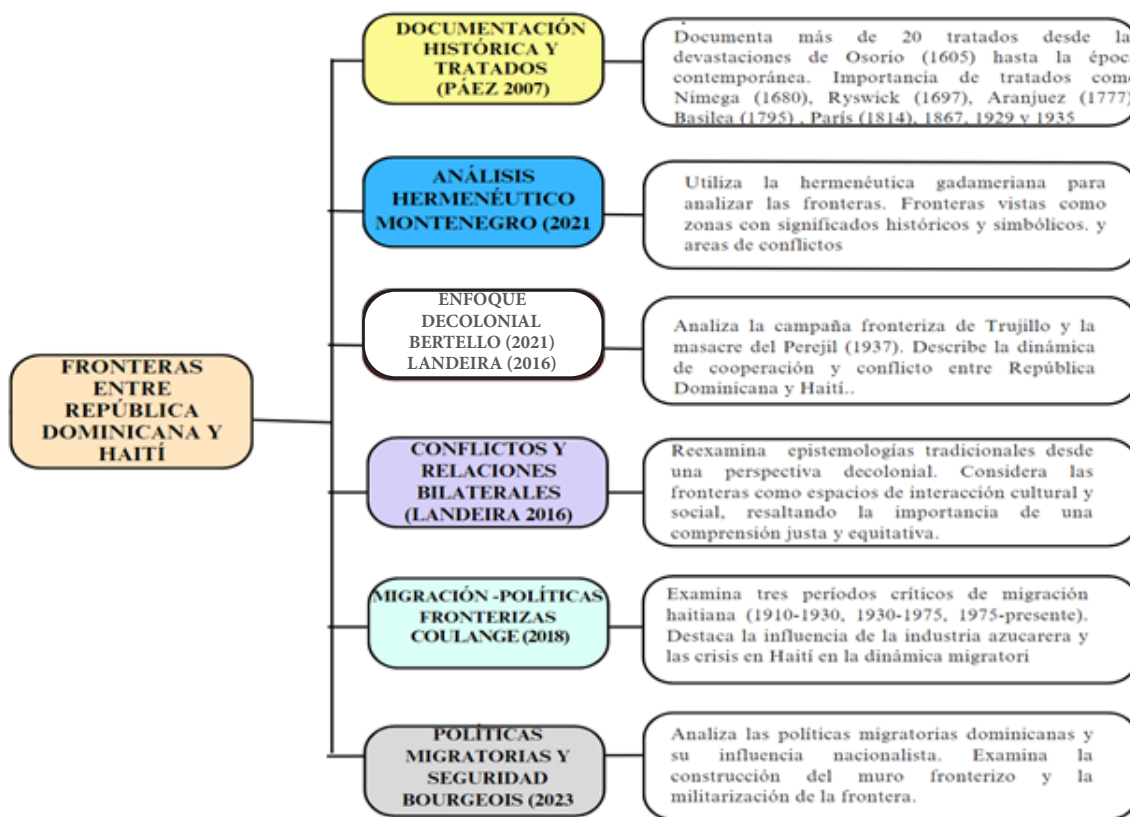 FRONTERAS
ENTRE
REPÚBLICA
DOMINICANA Y
HAITÍ
DOCUMENTACIÓN
HISTÓRICA Y
TRATADOS
(PÁEZ 2007)
Documenta más de 20 tratados desde la
devastaciones de Osorio (1605) hasta la époc
contemporánea. Importancia de tratados como
Nimega (1680), Ryswick (1697), Aranjuez (1777)
Basilea (1795) , París (1814), 1867, 1929 y 1935
ANÁLISIS
HERMENÉUTICO
MONTENEGRO (2021
Utiliza la hermenéutica gadameriana para
analizar las fronteras. Fronteras vistas como
zonas con significados históricos y simbólicos. y
areas de conflictos
ENFOQUE
DECOLONIAL
BERTELLO (2021)
LANDEIRA (2016)
Analiza la campaña fronteriza de Trujillo y la
masacre del Perejil (1937). Describe la dinámica
de cooperación y conflicto entre República
Dominicana y Haití..
CONFLICTOS Y
RELACIONES
BILATERALES
(LANDEIRA 2016)
Reexamina epistemologías tradicionales desde
una perspectiva decolonial. Considera las
fronteras como espacios de interacción cultural y
social, resaltando la importancia de una
comprensión justa y equitativa.
MIGRACIÓN -POLÍTICAS
FRONTERIZAS
COULANGE (2018)
Examina tres períodos críticos de migración
haitiana (1910-1930, 1930-1975, 1975-presente).
Destaca la influencia de la industria azucarera y
las crisis en Haití en la dinámica migratori
POLÍTICAS
MIGRATORIAS Y
SEGURIDAD
BOURGEOIS (2023
Analiza las políticas migratorias dominicanas y
su influencia nacionalista. Examina la
construcción del muro fronterizo y la
militarización de la frontera.